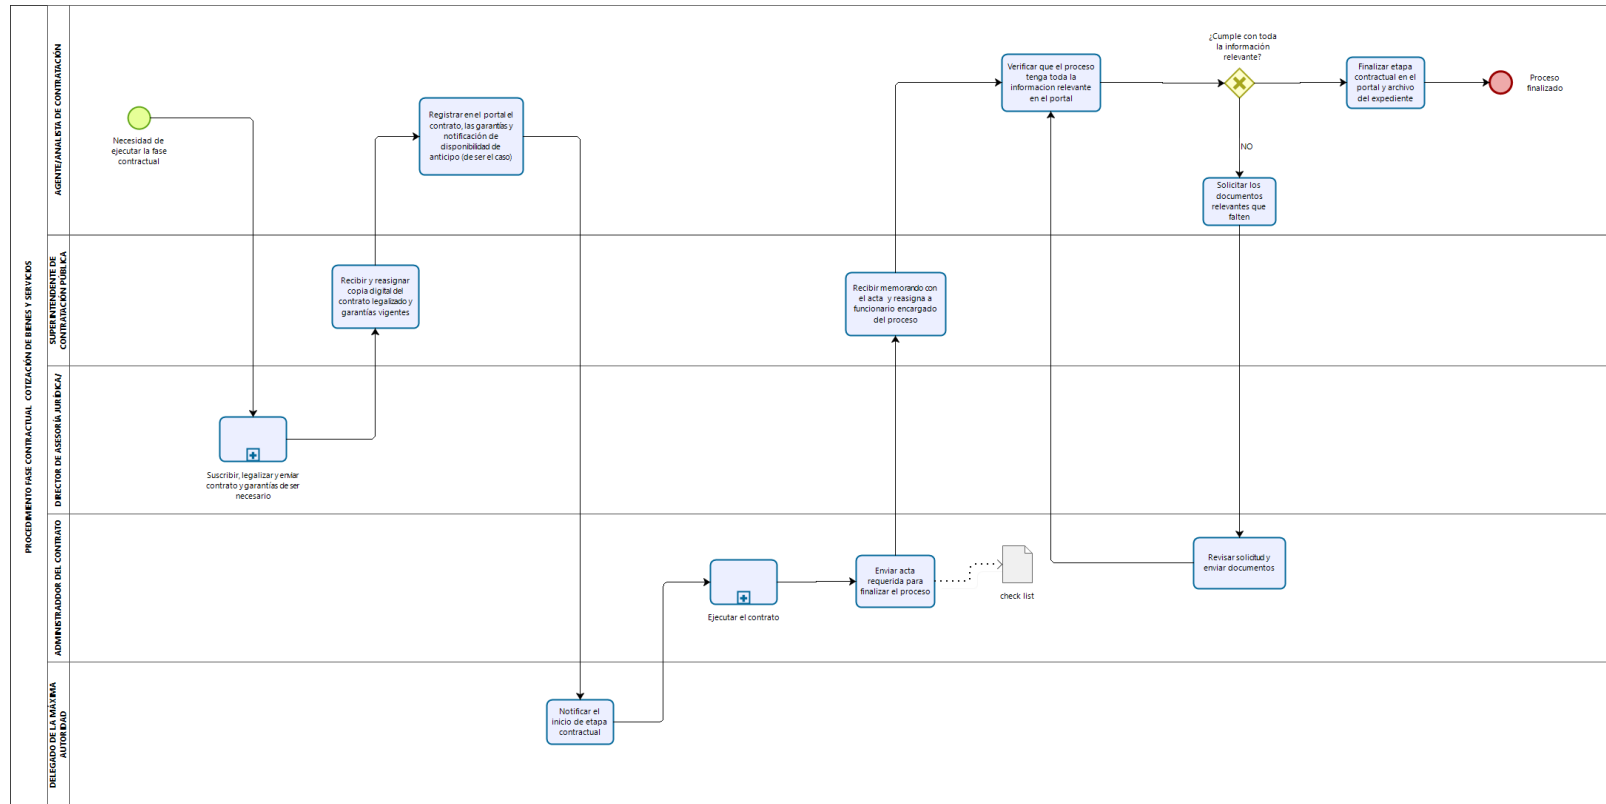 PROCEDIMIENTO FASE CONTRACTUAL COTIZACIÓN DE BIENES Y SERVICIOS
AGENTE/ANALISTA DE CONTRATACIÓN
Necesidad de
ejecutar la fase
contractual
Registrar en el portal el
contrato, las garantías y
notificación de
disponibilidad de
anticipo (de ser el caso)
Verificar que el proceso
tenga toda la
informacion relevante
en el portal
¿Cumple con toda
la información
relevante?
NO
Finalizar etapa
contractual en el
portal y archivo
del expediente
Proceso
finalizado
Solicitar los
documentos
relevantes que
falten
SUPERINTENDENTE DE
CONTRATACIÓN PÚBLICA
Recibir y reasignar
copia digital del
contrato legalizado y
garantías vigentes
Recibir memorando con
el acta y reasigna a
funcionario encargado
del proceso
DIRECTOR DE ASESORÍA JURÍDICA/
Suscribir, legalizar y enviar
contrato y garantías de ser
necesario
ADMINISTRADOOR DEL CONTRATO
Ejecutar el contrato
Enviar acta
requerida para
finalizar el proceso
check list
Revisar solicitud y
enviar documentos
DELEGADO DE LA MÁXIMA
AUTORIDAD
Notificar el
inicio de etapa
contractual